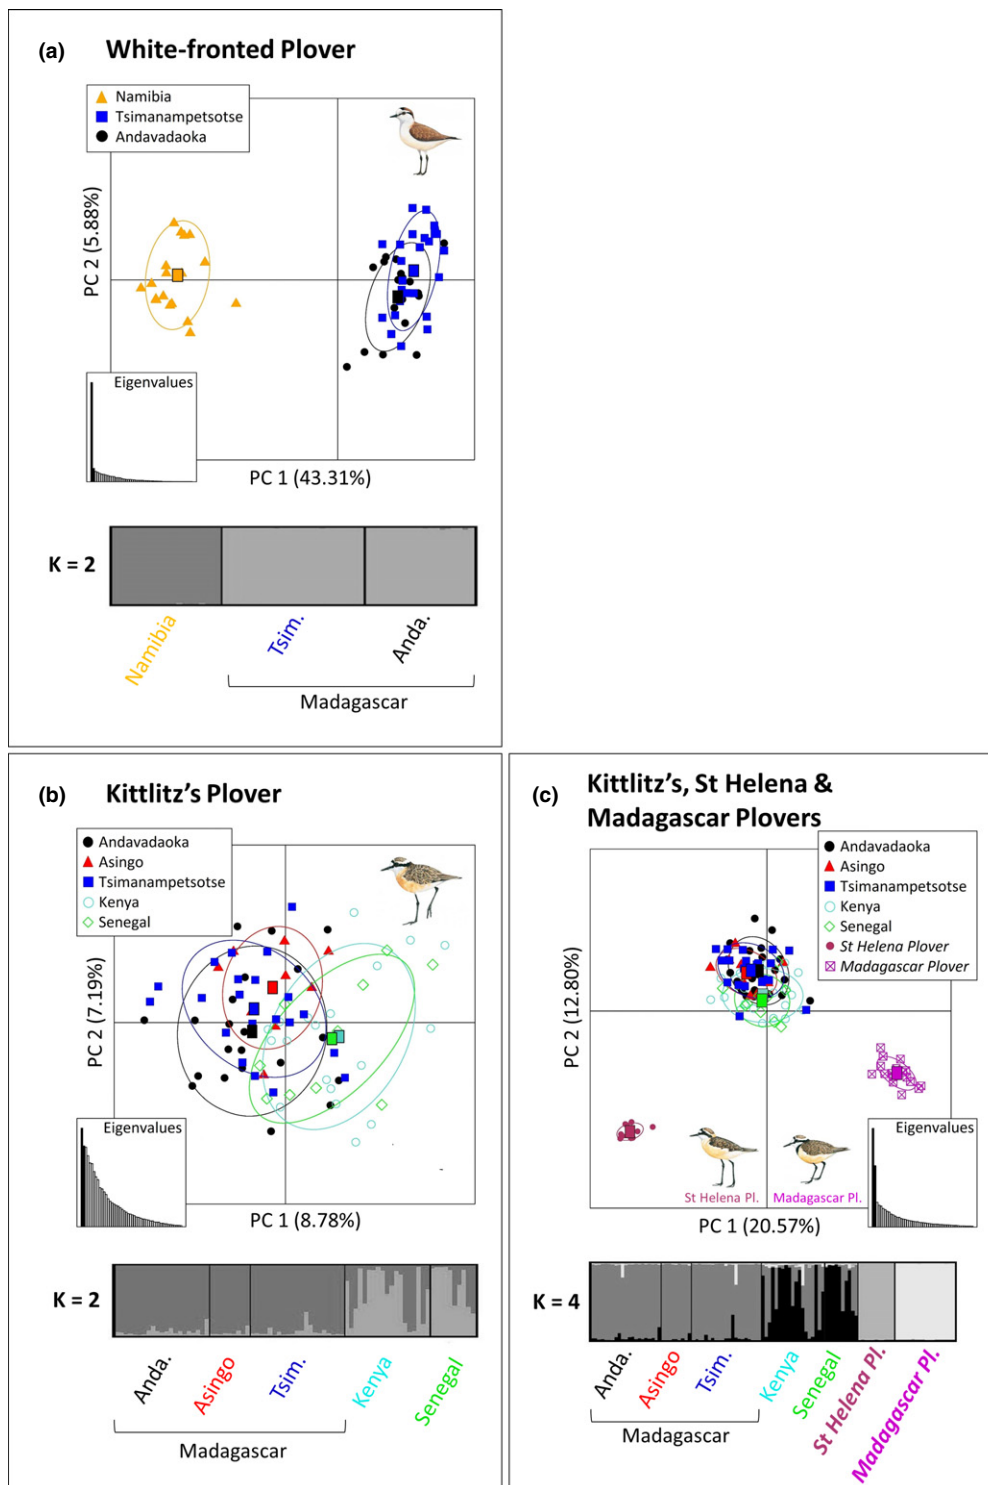 (a) White-fronted Plover
Namibia
Tsimanampetsotse
Andavadaoka
PC 2 (5.88%)
Eigenvalues
PC 1 (43.31%)
K = 2
Namibia
Tsim.
Anda.
Madagascar
(b) Kittlitz's Plover
Andavadaoka
Asingo
Tsimanampetsotse
Kenya
Senegal
PC 2 (7.19%)
Eigenvalues
PC 1 (8.78%)
K = 2
Anda.
Asingo
Tsim.
Kenya
Senegal
Madagascar
(c) Kittlitz's, St Helena &
Madagascar Plovers
Andavadaoka
Asingo
Tsimanampetsotse
Kenya
Senegal
St Helena Plover
Madagascar Plover
PC 2 (12.80%)
Eigenvalues
St Helena Pl.
Madagascar Pl.
PC 1 (20.57%)
K = 4
Anda.
Asingo
Tsim.
Kenya
Senegal
St Helena Pl.
Madagascar Pl.
Madagascar